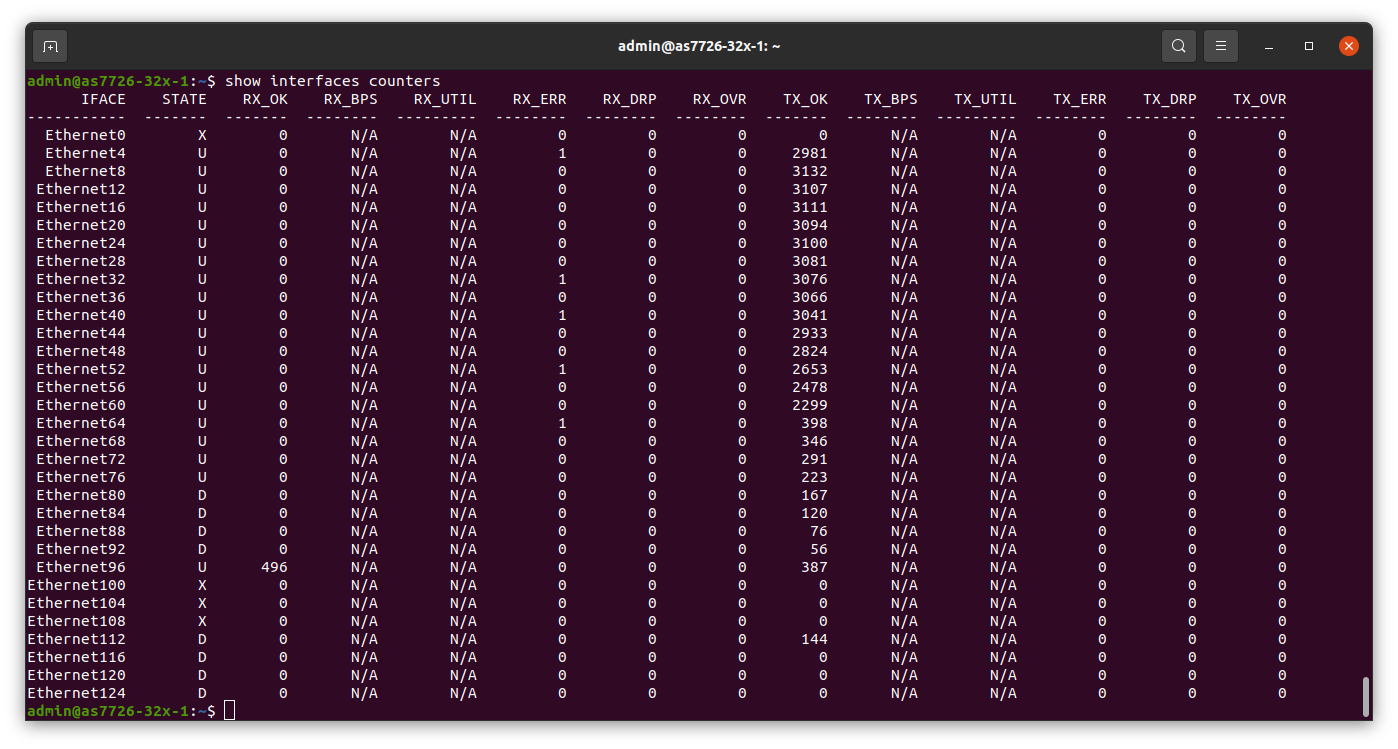 admin@as7726-32x-1: ~
admin@as7726-32x-1:~$ show interfaces counters
      IFACE    STATE    RX_OK    RX_BPS    RX_UTIL    RX_ERR    RX_DRP    RX_OVR    TX_OK    TX_BPS    TX_UTIL    TX_ERR    TX_DRP    TX_OVR
-----------  -------  -------  --------  ---------  --------  --------  --------  -------  --------  ---------  --------  --------  --------
  Ethernet0        X        0       N/A        N/A         0         0         0        0       N/A        N/A         0         0         0
  Ethernet4        U        0       N/A        N/A         1         0         0     2981       N/A        N/A         0         0         0
  Ethernet8        U        0       N/A        N/A         0         0         0     3132       N/A        N/A         0         0         0
 Ethernet12        U        0       N/A        N/A         0         0         0     3107       N/A        N/A         0         0         0
 Ethernet16        U        0       N/A        N/A         0         0         0     3111       N/A        N/A         0         0         0
 Ethernet20        U        0       N/A        N/A         0         0         0     3094       N/A        N/A         0         0         0
 Ethernet24        U        0       N/A        N/A         0         0         0     3100       N/A        N/A         0         0         0
 Ethernet28        U        0       N/A        N/A         0         0         0     3081       N/A        N/A         0         0         0
 Ethernet32        U        0       N/A        N/A         1         0         0     3076       N/A        N/A         0         0         0
 Ethernet36        U        0       N/A        N/A         0         0         0     3066       N/A        N/A         0         0         0
 Ethernet40        U        0       N/A        N/A         1         0         0     3041       N/A        N/A         0         0         0
 Ethernet44        U        0       N/A        N/A         0         0         0     2933       N/A        N/A         0         0         0
 Ethernet48        U        0       N/A        N/A         0         0         0     2824       N/A        N/A         0         0         0
 Ethernet52        U        0       N/A        N/A         1         0         0     2653       N/A        N/A         0         0         0
 Ethernet56        U        0       N/A        N/A         0         0         0     2478       N/A        N/A         0         0         0
 Ethernet60        U        0       N/A        N/A         0         0         0     2299       N/A        N/A         0         0         0
 Ethernet64        U        0       N/A        N/A         1         0         0      398       N/A        N/A         0         0         0
 Ethernet68        U        0       N/A        N/A         0         0         0      346       N/A        N/A         0         0         0
 Ethernet72        U        0       N/A        N/A         0         0         0      291       N/A        N/A         0         0         0
 Ethernet76        U        0       N/A        N/A         0         0         0      223       N/A        N/A         0         0         0
 Ethernet80        D        0       N/A        N/A         0         0         0      167       N/A        N/A         0         0         0
 Ethernet84        D        0       N/A        N/A         0         0         0      120       N/A        N/A         0         0         0
 Ethernet88        D        0       N/A        N/A         0         0         0       76       N/A        N/A         0         0         0
 Ethernet92        D        0       N/A        N/A         0         0         0       56       N/A        N/A         0         0         0
 Ethernet96        U      496       N/A        N/A         0         0         0      387       N/A        N/A         0         0         0
Ethernet100        X        0       N/A        N/A         0         0         0        0       N/A        N/A         0         0         0
Ethernet104        X        0       N/A        N/A         0         0         0        0       N/A        N/A         0         0         0
Ethernet108        X        0       N/A        N/A         0         0         0        0       N/A        N/A         0         0         0
Ethernet112        D        0       N/A        N/A         0         0         0      144       N/A        N/A         0         0         0
Ethernet116        D        0       N/A        N/A         0         0         0        0       N/A        N/A         0         0         0
Ethernet120        D        0       N/A        N/A         0         0         0        0       N/A        N/A         0         0         0
Ethernet124        D        0       N/A        N/A         0         0         0        0       N/A        N/A         0         0         0
admin@as7726-32x-1:~$